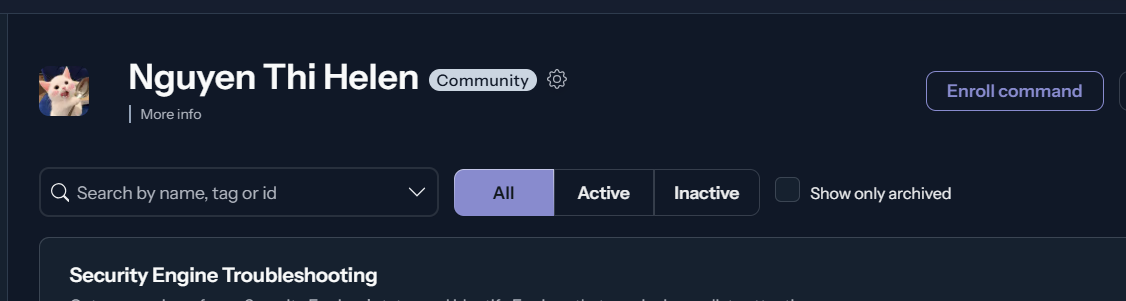 Nguyen Thi Helen Community
More info
Enroll command
Search by name, tag or id
All Active Inactive Show only archived
Security Engine Troubleshooting